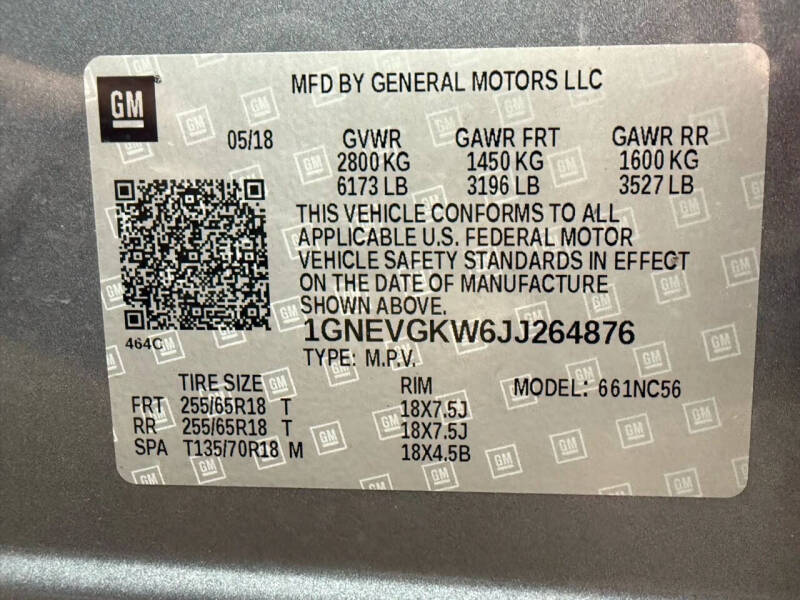 GM
MFD BY GENERAL MOTORS LLC
05/18 GVWR GAWR FRT GAWR RR
2800 KG 1450 KG 1600 KG
6173 LB 3196 LB 3527 LB
THIS VEHICLE CONFORMS TO ALL
APPLICABLE U.S. FEDERAL MOTOR
VEHICLE SAFETY STANDARDS IN EFFECT
ON THE DATE OF MANUFACTURE
SHOWN ABOVE.
464C
1GNEVGKW6JJ264876
TYPE: M.P.V.
TIRE SIZE RIM MODEL: 661NC56
FRT 255/65R18 T 18X7.5J
RR 255/65R18 T 18X7.5J
SPA T135/70R18 M 18X4.5B